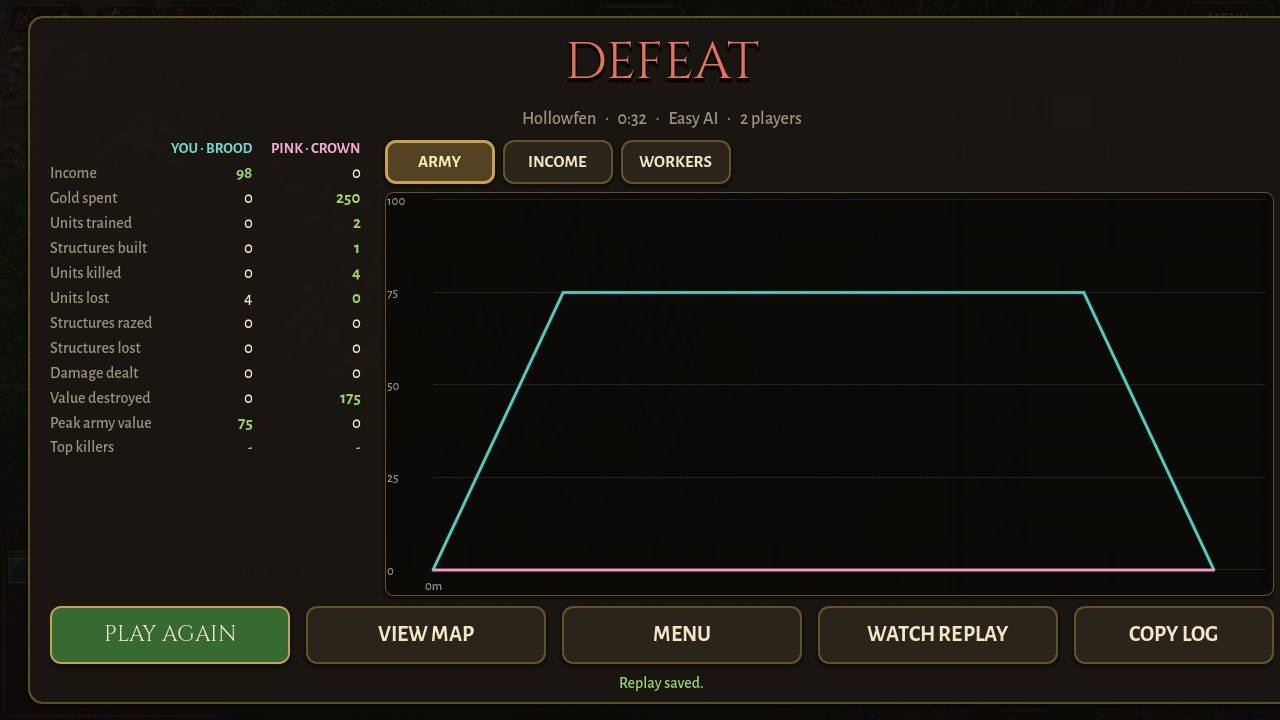 DEFEAT
Hollowfen · 0:32 · Easy AI · 2 players
YOU · BROOD PINK · CROWN
Income 98 0
Gold spent 0 250
Units trained 0 2
Structures built 0 1
Units killed 0 4
Units lost 4 0
Structures razed 0 0
Structures lost 0 0
Damage dealt 0 0
Value destroyed 0 175
Peak army value 75 0
Top killers - -
ARMY INCOME WORKERS
100
75
50
25
0
0m
PLAY AGAIN VIEW MAP MENU WATCH REPLAY COPY LOG
Replay saved.